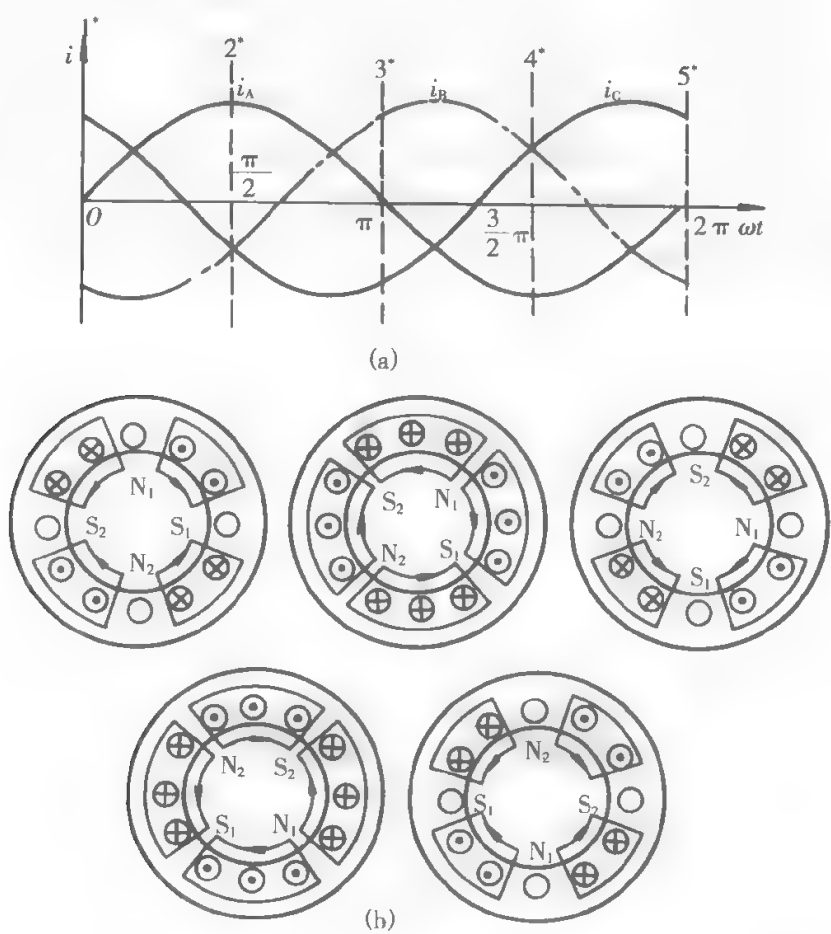 *
2*
3*
4*
5*
i
i_A
i_B
i_C
O
π/2
π
3/2 π
2π ωt
(a)
N₁
S₂ S₁
N₂
S₂ N₁
N₂ S₁
S₂
N₂ N₁
S₁
N₂ S₂
S₁ N₁
N₂
S₁ S₂
N₁
(b)